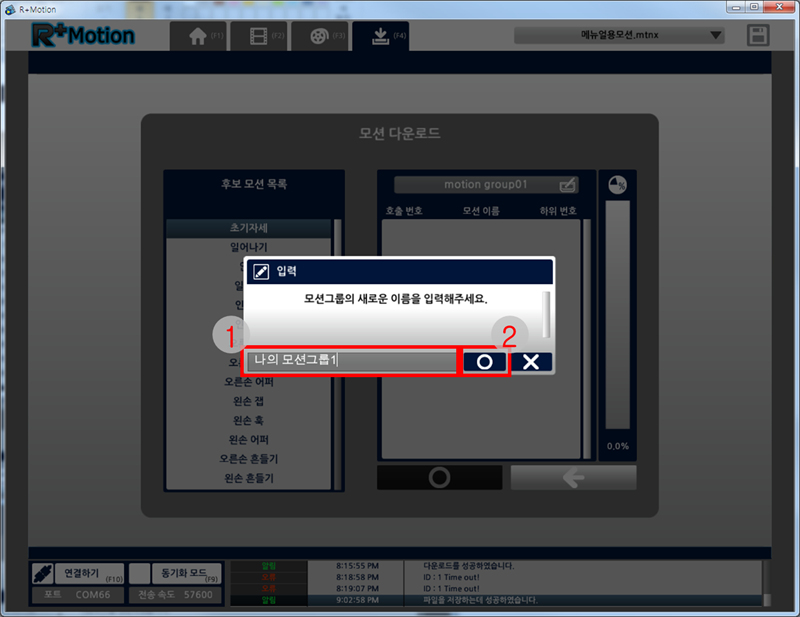 R+Motion
R+Motion
(F1)
(F2)
(F3)
(F4)
메뉴얼용모션.mtnx
모션 다운로드
후보 모션 목록
초기자세
일어나기
오른손 어퍼
왼손 잽
왼손 훅
왼손 어퍼
오른손 흔들기
왼손 흔들기
motion group01
호출 번호 모션 이름 하위 번호
%
0.0%
입력
모션그룹의 새로운 이름을 입력해주세요.
1
나의 모션그룹1
2
연결하기 (F10)
동기화 모드 (F9)
포트 COM66
전송 속도 57600
알림 8:15:55 PM 다운로드를 성공하였습니다.
오류 8:18:58 PM ID : 1 Time out!
오류 8:19:07 PM ID : 1 Time out!
알림 9:02:58 PM 파일를 저장하는데 성공하였습니다.